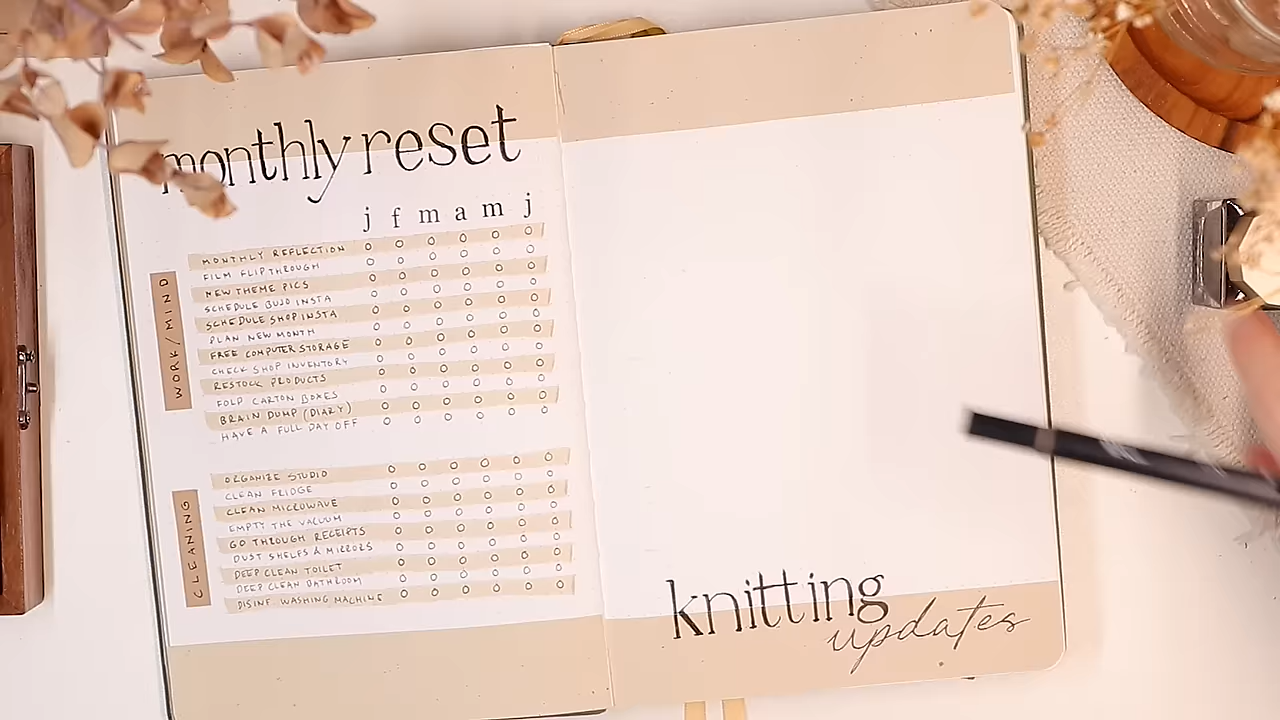 monthly reset
j f m a m j
WORK/MIND
MONTHLY REFLECTION
FILM FLIPTHROUGH
NEW THEME PICS
SCHEDULE BUJO INSTA
SCHEDULE SHOP INSTA
PLAN NEW MONTH
FREE COMPUTER STORAGE
CHECK SHOP INVENTORY
RESTOCK PRODUCTS
FOLD CARTON BOXES
BRAIN DUMP (DIARY)
HAVE A FULL DAY OFF
CLEANING
ORGANIZE STUDIO
CLEAN FRIDGE
CLEAN MICROWAVE
EMPTY THE VACUUM
GO THROUGH RECEIPTS
DUST SHELFS & MIRRORS
DEEP CLEAN TOILET
DEEP CLEAN BATHROOM
DISINF. WASHING MACHINE
knitting
updates